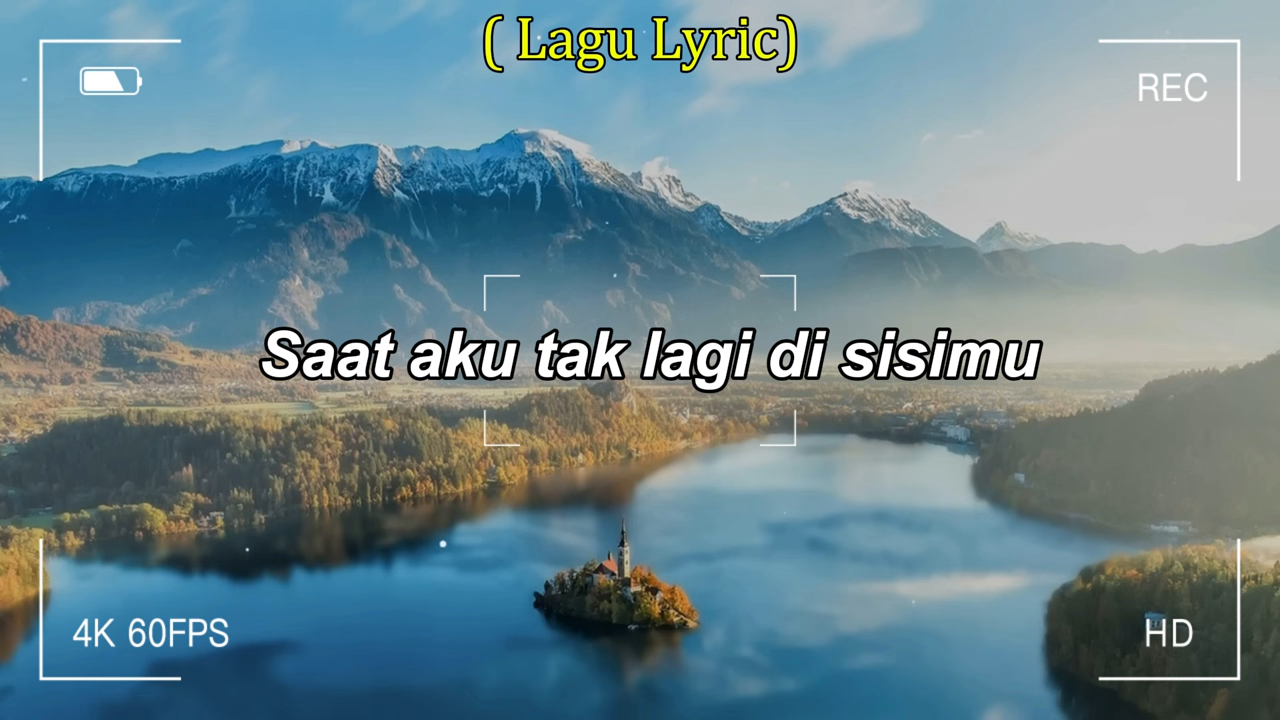 ( Lagu Lyric)
REC
Saat aku tak lagi di sisimu
4K 60FPS
HD